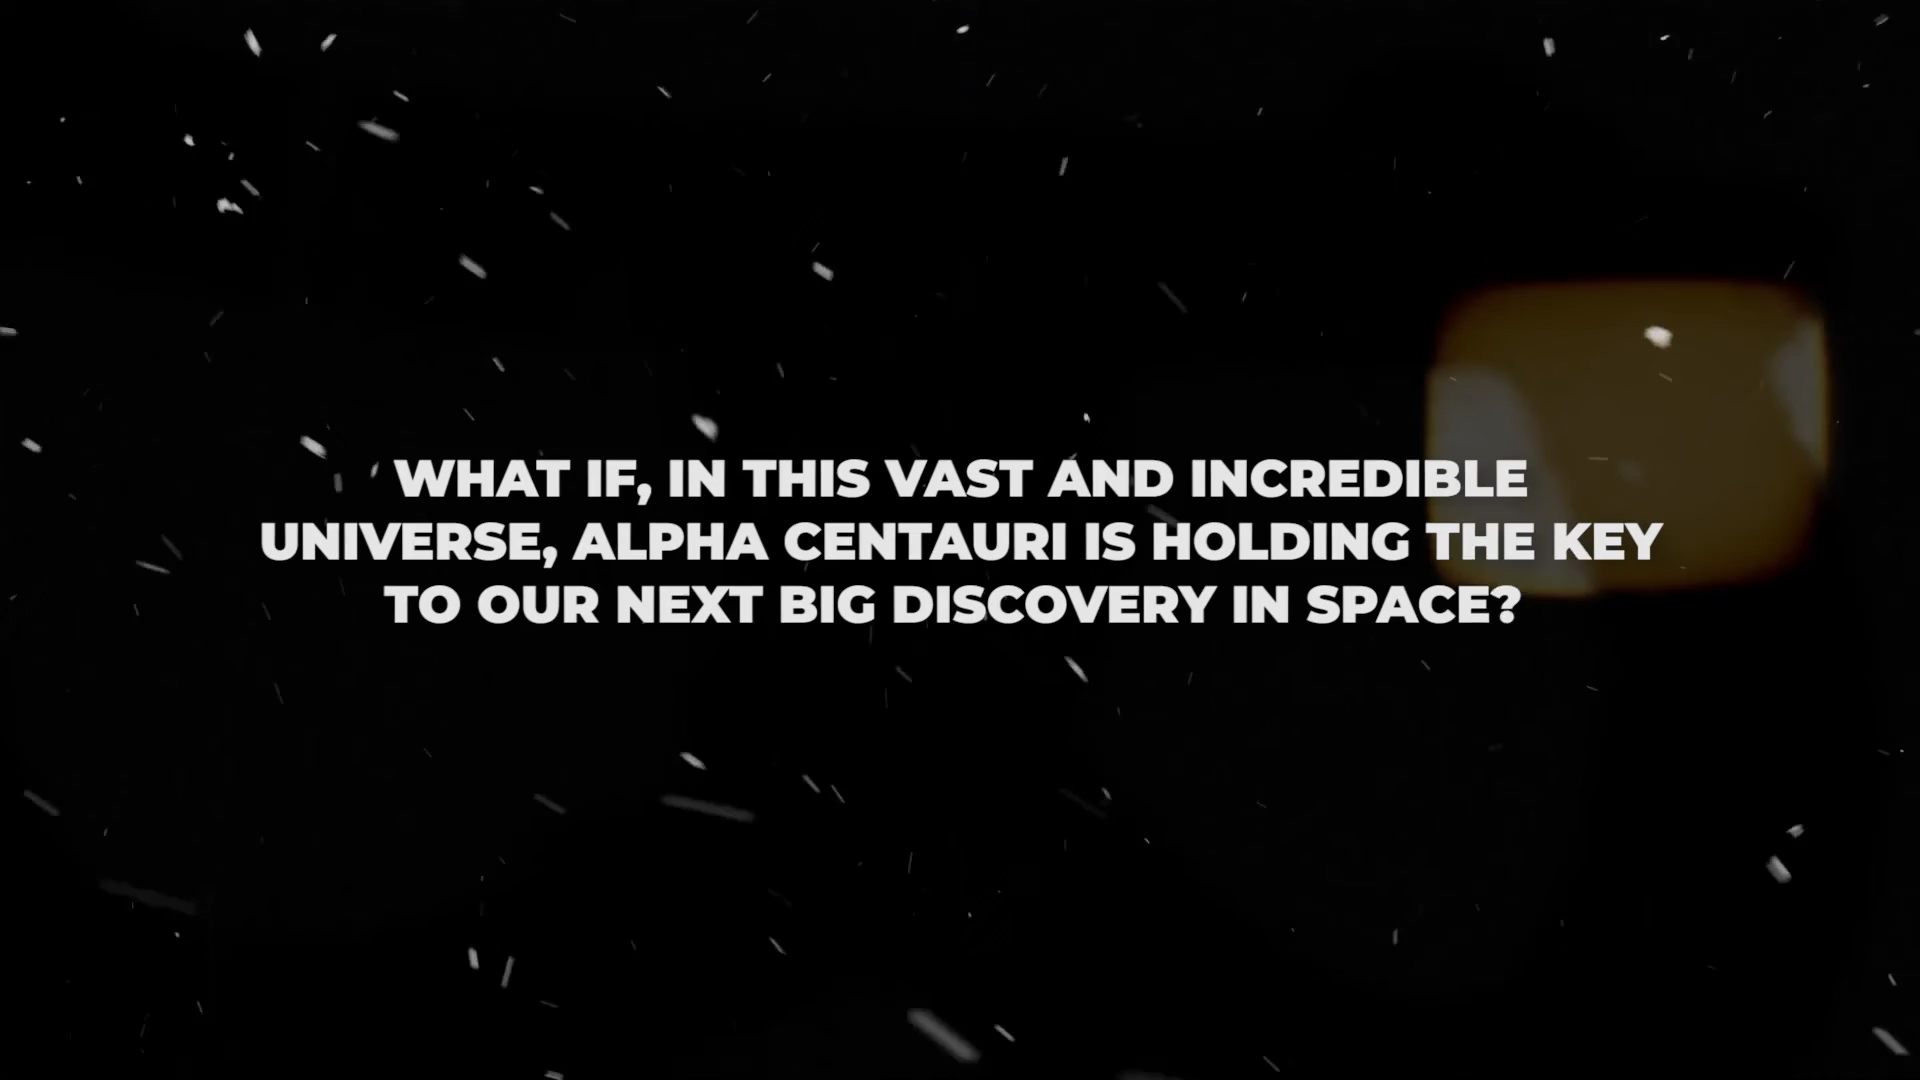 WHAT IF, IN THIS VAST AND INCREDIBLE
UNIVERSE, ALPHA CENTAURI IS HOLDING THE KEY
TO OUR NEXT BIG DISCOVERY IN SPACE?